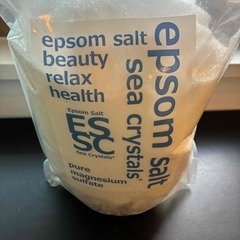 epsom salt
beauty
relax
health
Epsom Salt
ES
SC
Sea Crystals®
pure
magnesium
sulfate
epsom salt
sea crystals